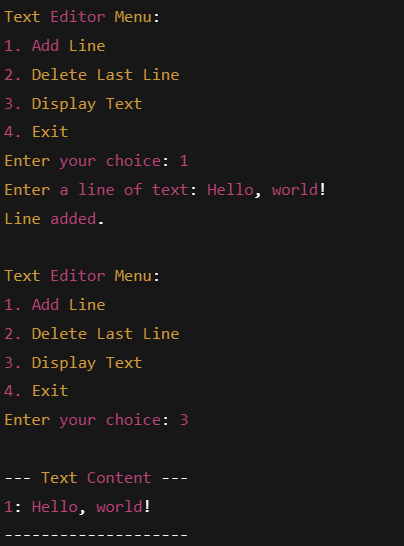 Text Editor Menu:
1. Add Line
2. Delete Last Line
3. Display Text
4. Exit
Enter your choice: 1
Enter a line of text: Hello, world!
Line added.
Text Editor Menu:
1. Add Line
2. Delete Last Line
3. Display Text
4. Exit
Enter your choice: 3
--- Text Content ---
1: Hello, world!
--------------------